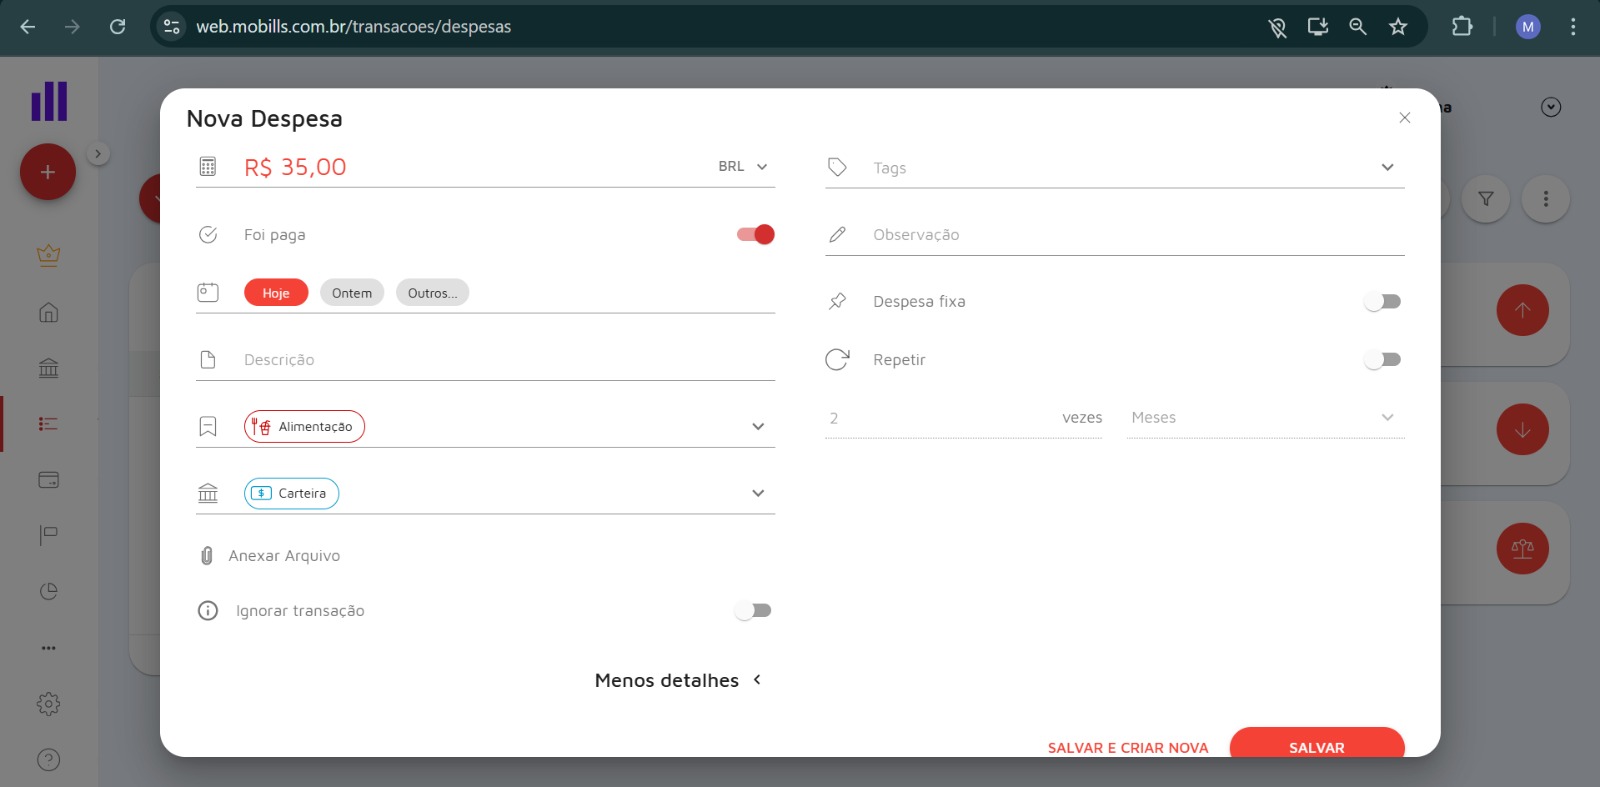 web.mobills.com.br/transacoes/despesas
M
Nova Despesa
R$ 35,00
BRL
Foi paga
Hoje
Ontem
Outros...
Descrição
Alimentação
Carteira
Anexar Arquivo
Ignorar transação
Menos detalhes
Tags
Observação
Despesa fixa
Repetir
2
vezes
Meses
SALVAR E CRIAR NOVA
SALVAR